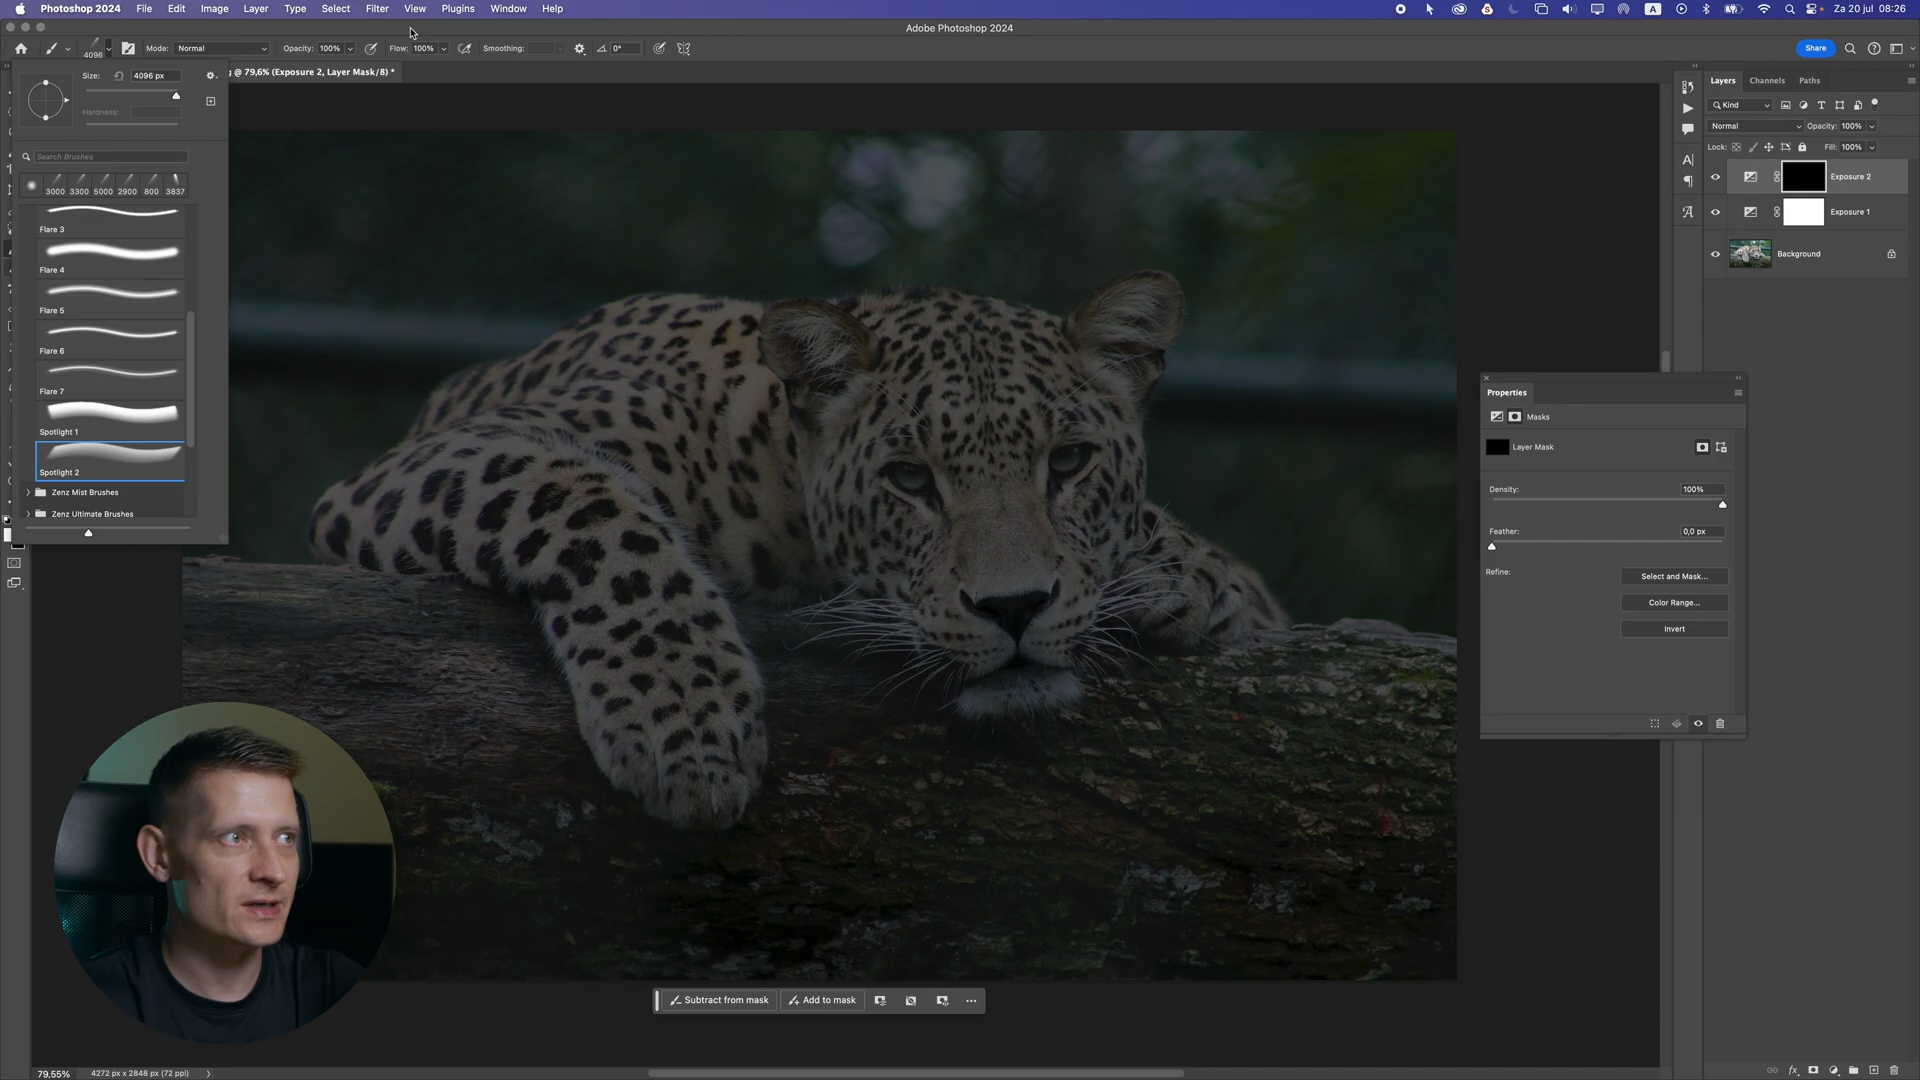 Photoshop 2024 File Edit Image Layer Type Select Filter View Plugins Window Help
A
Za 20 jul 08:26
Adobe Photoshop 2024
4096
Mode: Normal
Opacity: 100%
Flow: 100%
Smoothing:
0°
Share
g @ 79,6% (Exposure 2, Layer Mask/8) *
Size: 4096 px
Hardness:
Search Brushes
3000 3300 5000 2900 800 3837
Flare 3
Flare 4
Flare 5
Flare 6
Flare 7
Spotlight 1
Spotlight 2
Zenz Mist Brushes
Zenz Ultimate Brushes
Layers Channels Paths
Kind
Normal
Opacity: 100%
Lock:
Fill: 100%
Exposure 2
Exposure 1
Background
Properties
Masks
Layer Mask
Density: 100%
Feather: 0,0 px
Refine:
Select and Mask...
Color Range...
Invert
Subtract from mask
Add to mask
79,55%
4272 px x 2848 px (72 ppi)